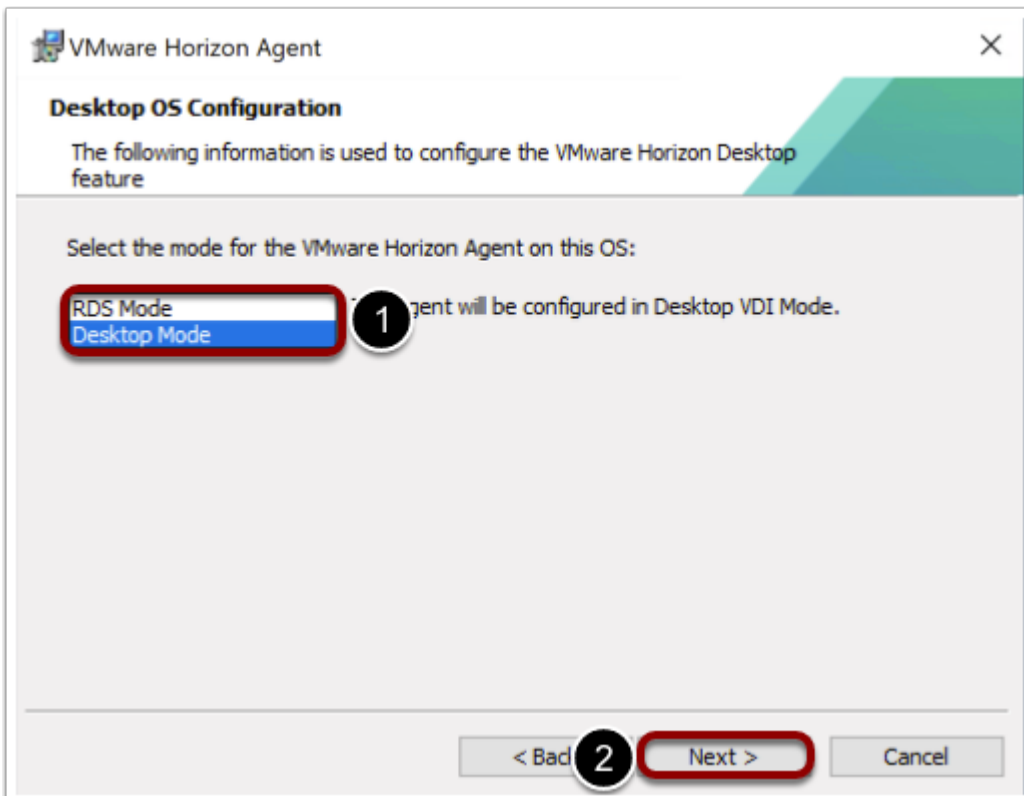 VMware Horizon Agent
Desktop OS Configuration
The following information is used to configure the VMware Horizon Desktop
feature
Select the mode for the VMware Horizon Agent on this OS:
RDS Mode
Desktop Mode
1
will be configured in Desktop VDI Mode.
2
Next >
Cancel